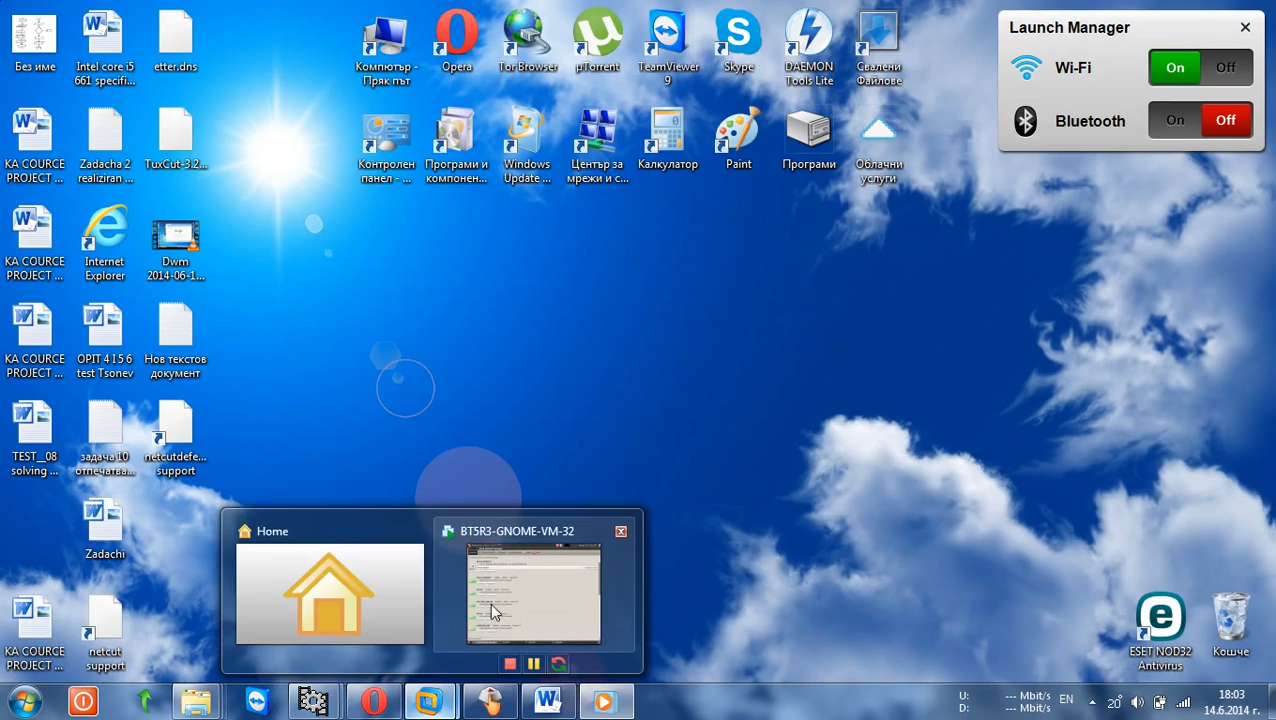 Без име
Intel core i5
661 specifi...
etter.dns
Компютър -
Пряк път
Opera
Tor Browser
µTorrent
TeamViewer
9
Skype
DAEMON
Tools Lite
Свалени
Файлове
Launch Manager
Wi-Fi
On
Off
Bluetooth
On
Off
KA COURCE
PROJECT ...
Zadacha 2
realiziran ...
TuxCut-3.2...
Контролен
панел - ...
Програми и
компонен...
Windows
Update ...
Център за
мрежи и с...
Калкулатор
Paint
Програми
Облачни
услуги
KA COURCE
PROJECT ...
Internet
Explorer
Dwm
2014-06-1...
KA COURCE
PROJECT ...
OPIT 4 I 5 6
test Tsonev
Нов текстов
документ
TEST_08
solving ...
задача 10
отпечатва...
netcutdefe...
support
Zadachi
KA COURCE
PROJECT ...
netcut
support
Home
BT5R3-GNOME-VM-32
ESET NOD32
Antivirus
Кошче
U: --- Mbit/s
D: --- Mbit/s
EN
20°
18:03
14.6.2014 г.